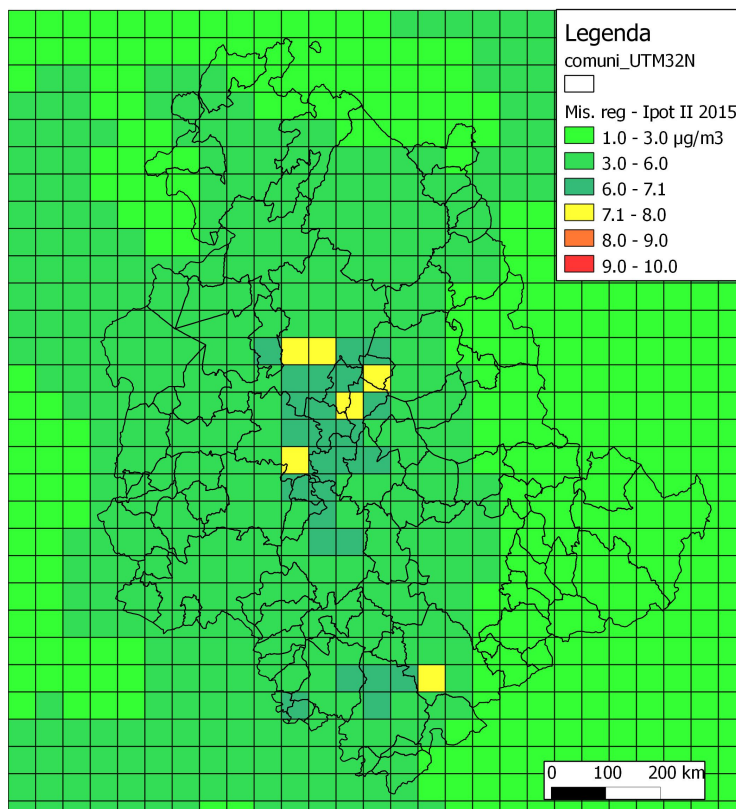 Legenda
comuni_UTM32N
Mis. reg - Ipot II 2015
1.0 - 3.0 µg/m3
3.0 - 6.0
6.0 - 7.1
7.1 - 8.0
8.0 - 9.0
9.0 - 10.0
0 100 200 km